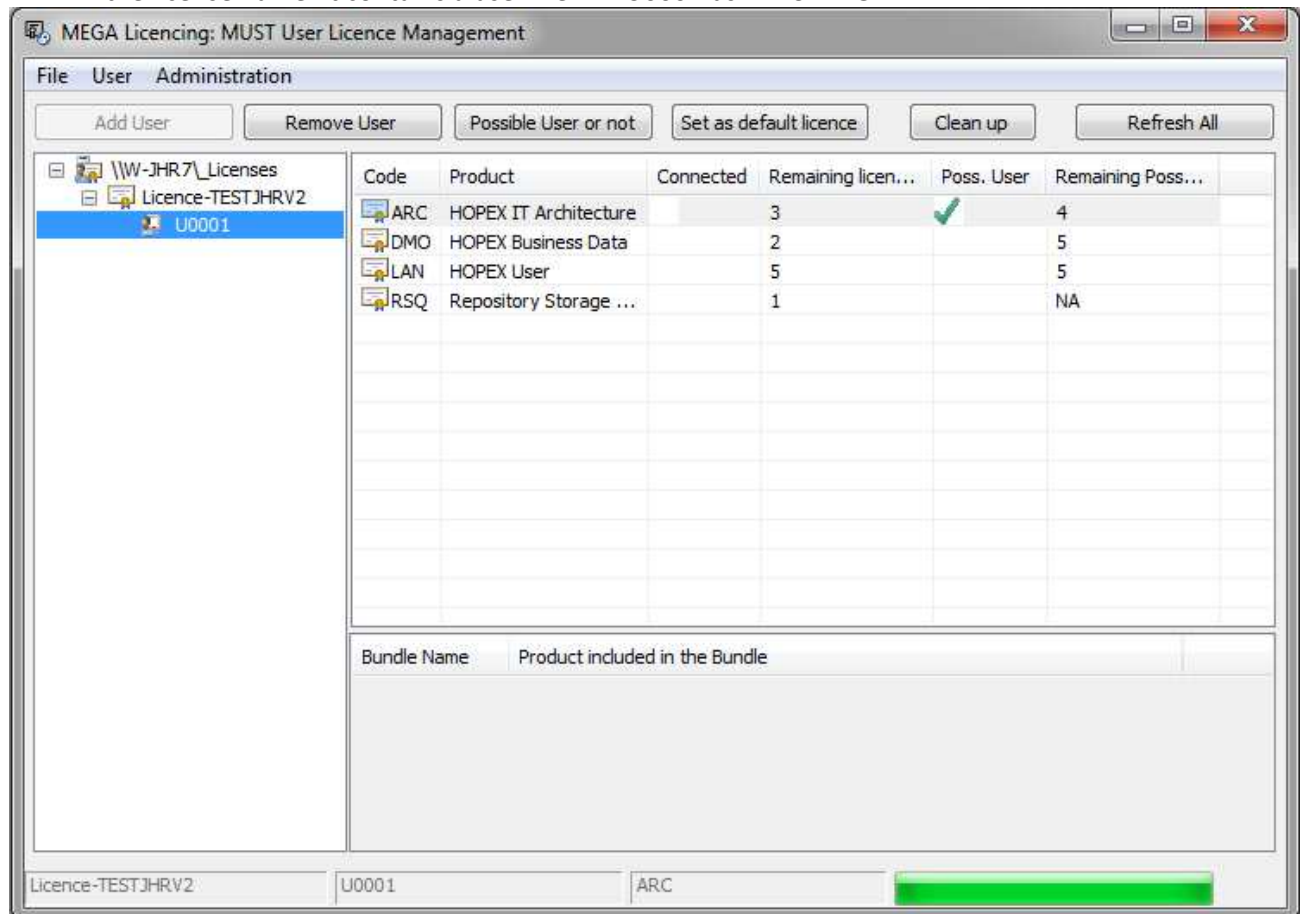 MEGA Licencing: MUST User Licence Management
File User Administration
Add User Remove User Possible User or not Set as default licence Clean up Refresh All
\\W-JHR7\_Licenses
Licence-TESTJHRV2
U0001
Code Product Connected Remaining licen... Poss. User Remaining Poss...
ARC HOPEX IT Architecture 3 4
DMO HOPEX Business Data 2 5
LAN HOPEX User 5 5
RSQ Repository Storage ... 1 NA
Bundle Name Product included in the Bundle
Licence-TESTJHRV2 U0001 ARC